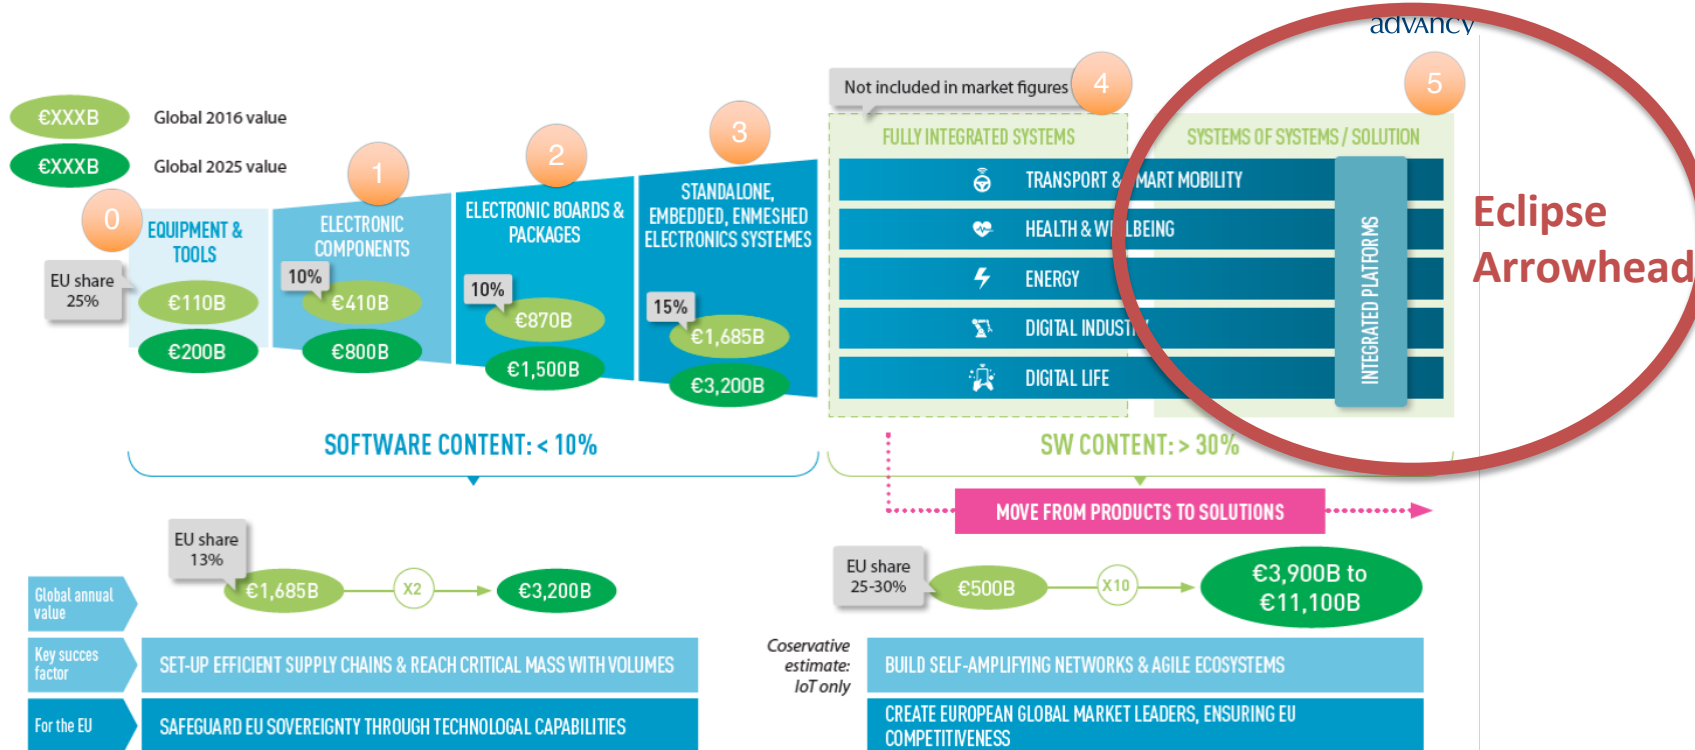 advancy
€XXXB
Global 2016 value
€XXXB
Global 2025 value
0
1
2
3
4
5
EQUIPMENT &
TOOLS
EU share
25%
€110B
€200B
ELECTRONIC
COMPONENTS
10%
€410B
€800B
ELECTRONIC BOARDS &
PACKAGES
10%
€870B
€1,500B
STANDALONE,
EMBEDDED, ENMESHED
ELECTRONICS SYSTEMES
15%
€1,685B
€3,200B
Not included in market figures
FULLY INTEGRATED SYSTEMS
SYSTEMS OF SYSTEMS / SOLUTION
TRANSPORT & SMART MOBILITY
HEALTH & WELLBEING
ENERGY
DIGITAL INDUSTRY
DIGITAL LIFE
INTEGRATED PLATFORMS
Eclipse
Arrowhead
SOFTWARE CONTENT: < 10%
SW CONTENT: > 30%
MOVE FROM PRODUCTS TO SOLUTIONS
Global annual
value
EU share
13%
€1,685B
X2
€3,200B
EU share
25-30%
€500B
X10
€3,900B to
€11,100B
Coservative
estimate:
IoT only
Key succes
factor
SET-UP EFFICIENT SUPPLY CHAINS & REACH CRITICAL MASS WITH VOLUMES
BUILD SELF-AMPLIFYING NETWORKS & AGILE ECOSYSTEMS
For the EU
SAFEGUARD EU SOVEREIGNTY THROUGH TECHNOLOGAL CAPABILITIES
CREATE EUROPEAN GLOBAL MARKET LEADERS, ENSURING EU
COMPETITIVENESS